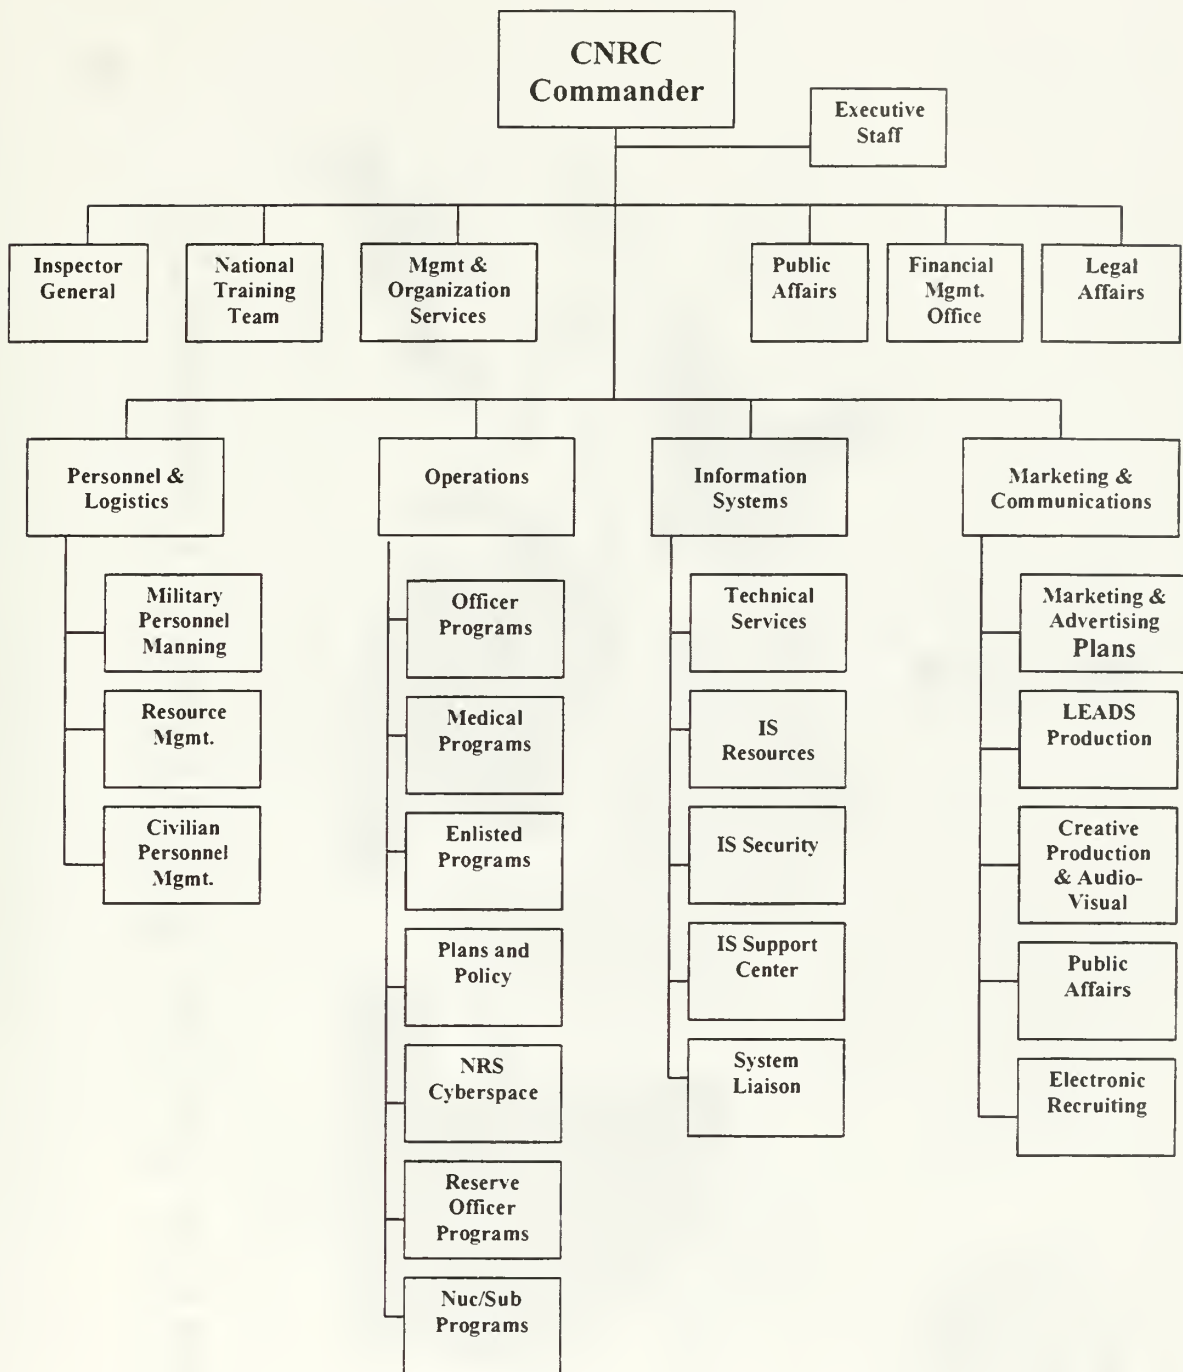 CNRC
Commander
Executive
Staff
Inspector
General
National
Training
Team
Mgmt &
Organization
Services
Public
Affairs
Financial
Mgmt.
Office
Legal
Affairs
Personnel &
Logistics
Military
Personnel
Manning
Resource
Mgmt.
Civilian
Personnel
Mgmt.
Operations
Officer
Programs
Medical
Programs
Enlisted
Programs
Plans and
Policy
NRS
Cyberspace
Reserve
Officer
Programs
Nuc/Sub
Programs
Information
Systems
Technical
Services
IS
Resources
IS Security
IS Support
Center
System
Liaison
Marketing &
Communications
Marketing &
Advertising
Plans
LEADS
Production
Creative
Production
& Audio-
Visual
Public
Affairs
Electronic
Recruiting